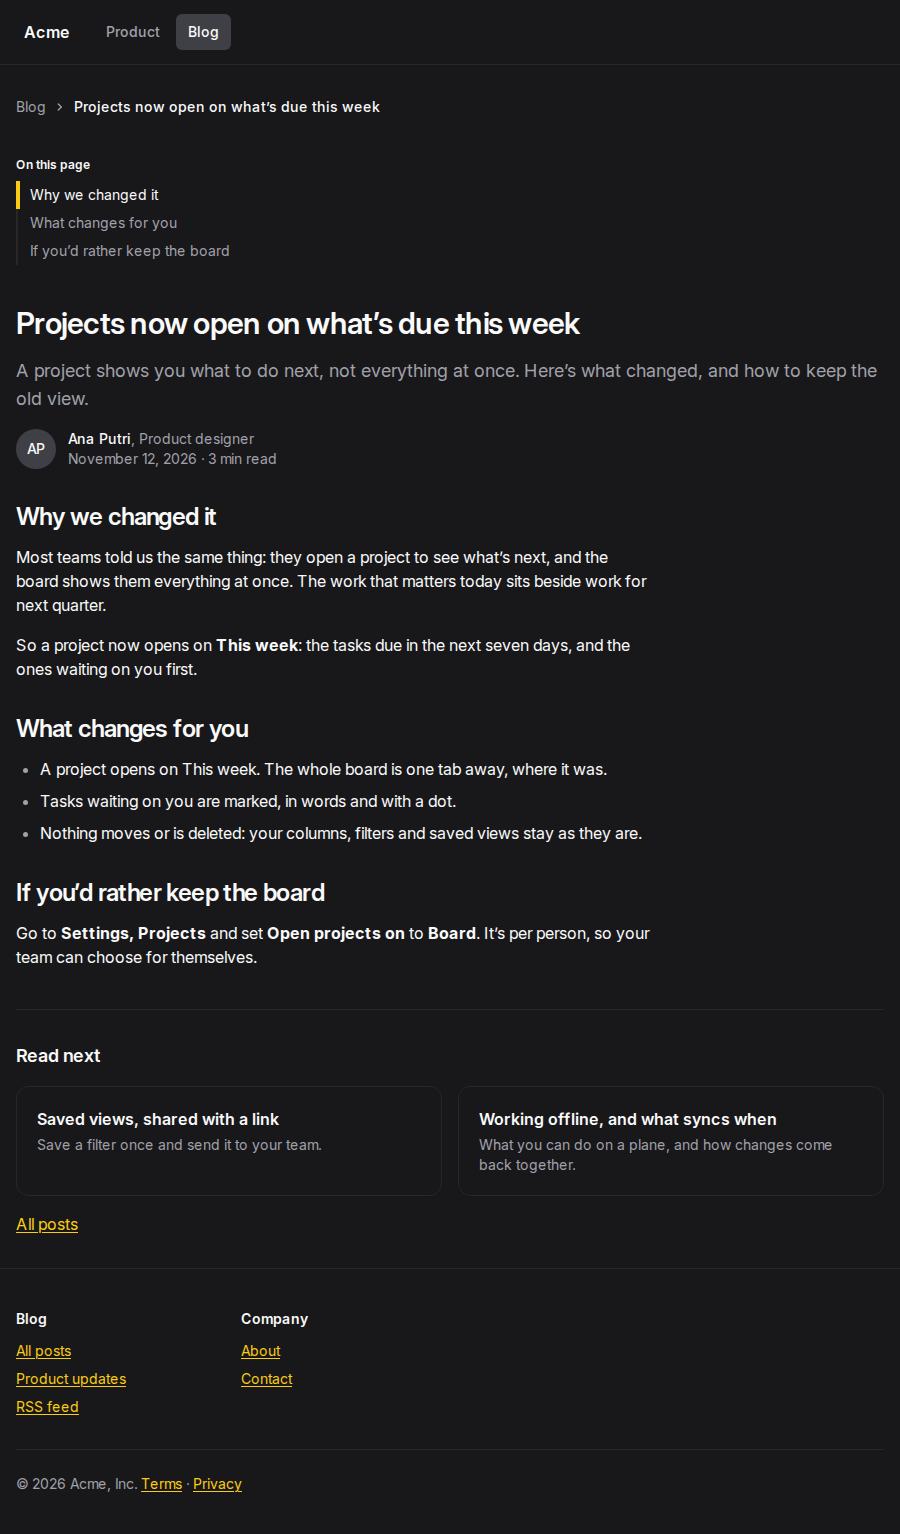 Acme Product Blog
Blog › Projects now open on what’s due this week
On this page
Why we changed it
What changes for you
If you’d rather keep the board
Projects now open on what’s due this week
A project shows you what to do next, not everything at once. Here’s what changed, and how to keep the
old view.
AP
Ana Putri, Product designer
November 12, 2026 · 3 min read
Why we changed it
Most teams told us the same thing: they open a project to see what’s next, and the
board shows them everything at once. The work that matters today sits beside work for
next quarter.
So a project now opens on This week: the tasks due in the next seven days, and the
ones waiting on you first.
What changes for you
• A project opens on This week. The whole board is one tab away, where it was.
• Tasks waiting on you are marked, in words and with a dot.
• Nothing moves or is deleted: your columns, filters and saved views stay as they are.
If you’d rather keep the board
Go to Settings, Projects and set Open projects on to Board. It’s per person, so your
team can choose for themselves.
Read next
Saved views, shared with a link
Save a filter once and send it to your team.
Working offline, and what syncs when
What you can do on a plane, and how changes come
back together.
All posts
Blog
All posts
Product updates
RSS feed
Company
About
Contact
© 2026 Acme, Inc. Terms · Privacy